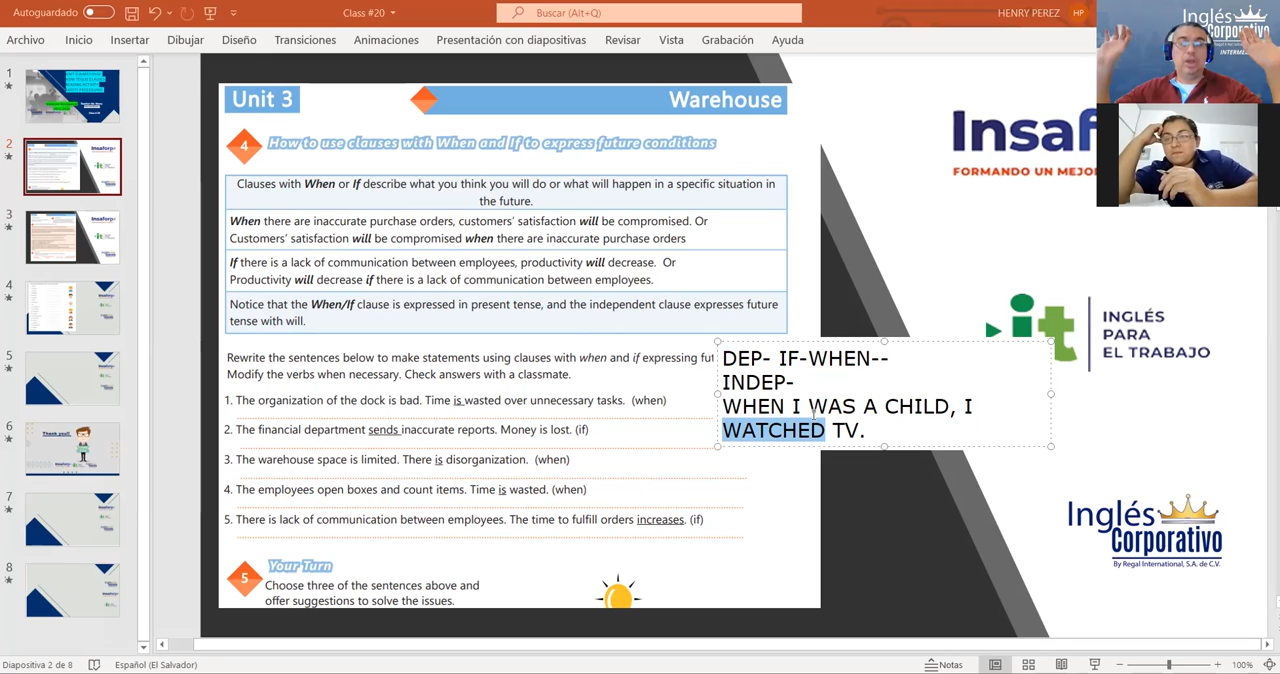 Autoguardado
Class #20
Buscar (Alt+Q)
HENRY PEREZ
HP
Archivo Inicio Insertar Dibujar Diseño Transiciones Animaciones Presentación con diapositivas Revisar Vista Grabación Ayuda
Inglés
Corporativo
1
2
3
4
5
6
Thank you!!
7
8
Unit 3
Warehouse
4
How to use clauses with When and If to express future conditions
Clauses with When or If describe what you think you will do or what will happen in a specific situation in
the future.
When there are inaccurate purchase orders, customers' satisfaction will be compromised. Or
Customers' satisfaction will be compromised when there are inaccurate purchase orders
If there is a lack of communication between employees, productivity will decrease. Or
Productivity will decrease if there is a lack of communication between employees.
Notice that the When/If clause is expressed in present tense, and the independent clause expresses future
tense with will.
Rewrite the sentences below to make statements using clauses with when and if expressing fut
Modify the verbs when necessary. Check answers with a classmate.
1. The organization of the dock is bad. Time is wasted over unnecessary tasks. (when)
2. The financial department sends inaccurate reports. Money is lost. (if)
3. The warehouse space is limited. There is disorganization. (when)
4. The employees open boxes and count items. Time is wasted. (when)
5. There is lack of communication between employees. The time to fulfill orders increases. (if)
5
Your Turn
Choose three of the sentences above and
offer suggestions to solve the issues.
DEP- IF-WHEN--
INDEP-
WHEN I WAS A CHILD, I
WATCHED TV.
Insaf
FORMANDO UN MEJO
it
INGLÉS
PARA
EL TRABAJO
Inglés
Corporativo
By Regal International, S.A. de C.V.
Diapositiva 2 de 8
Español (El Salvador)
Notas
100%